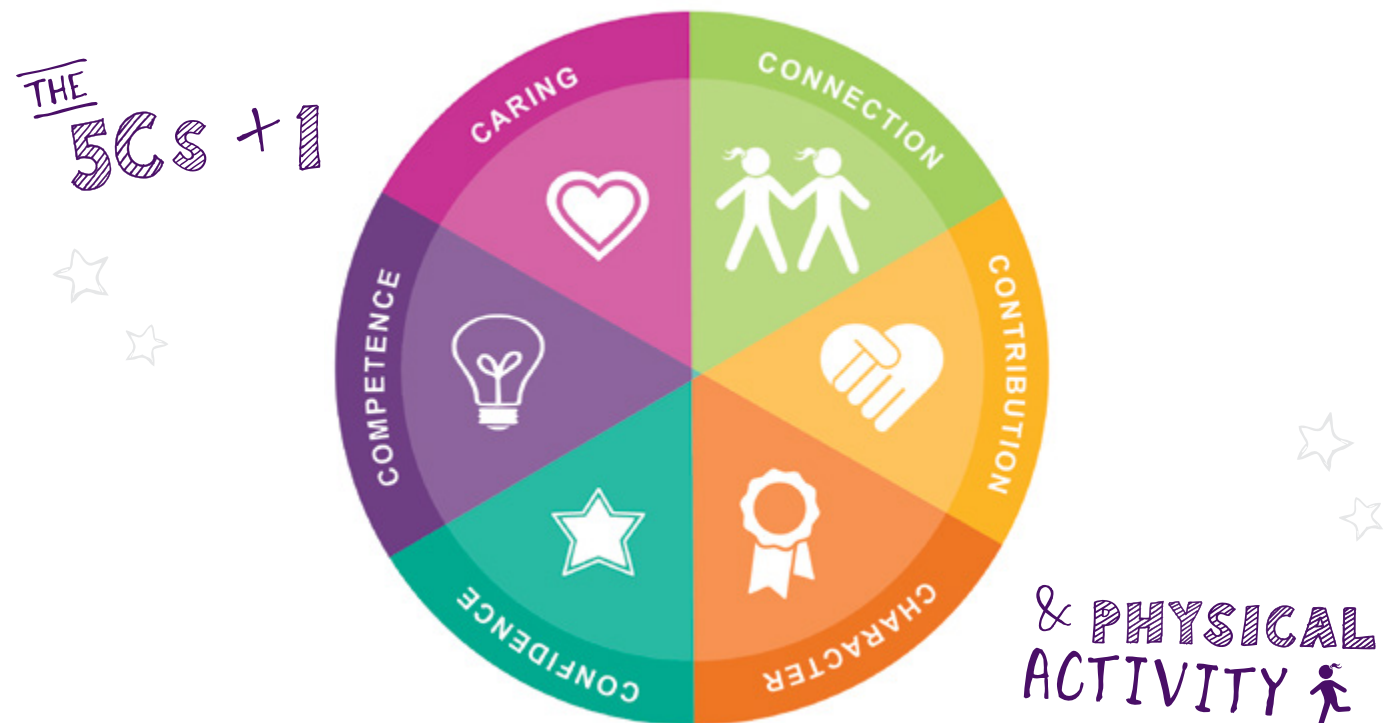 THE
5Cs +1
CARING
CONNECTION
CONTRIBUTION
CHARACTER
CONFIDENCE
COMPETENCE
& PHYSICAL
ACTIVITY